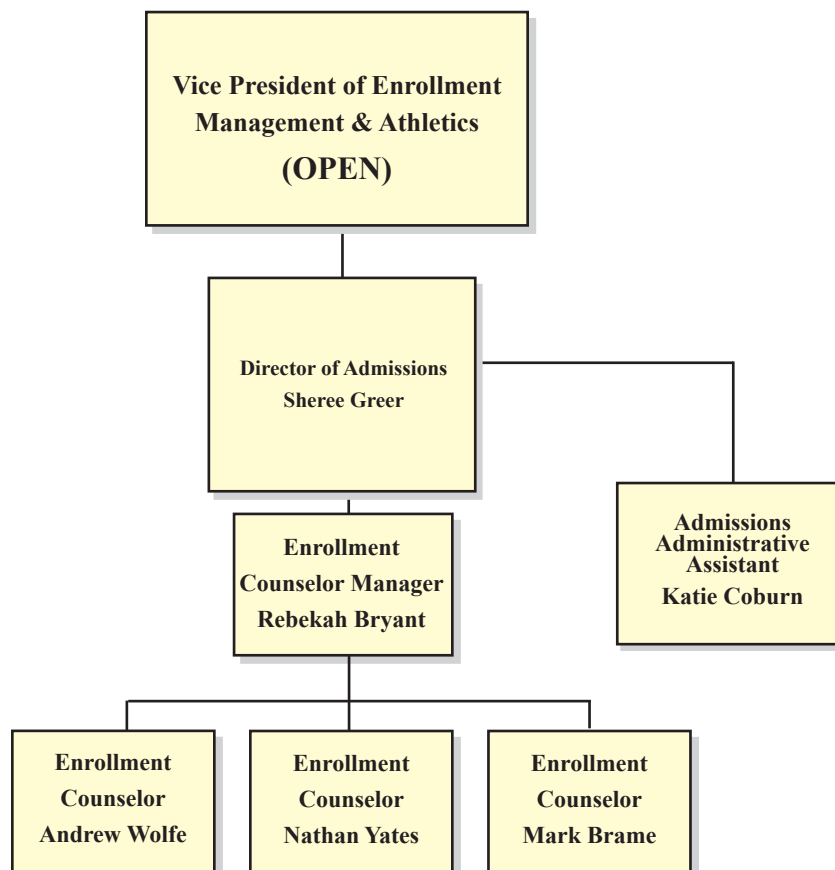 Vice President of Enrollment
Management & Athletics
(OPEN)
Director of Admissions
Sheree Greer
Enrollment
Counselor Manager
Rebekah Bryant
Admissions
Administrative
Assistant
Katie Coburn
Enrollment
Counselor
Andrew Wolfe
Enrollment
Counselor
Nathan Yates
Enrollment
Counselor
Mark Brame